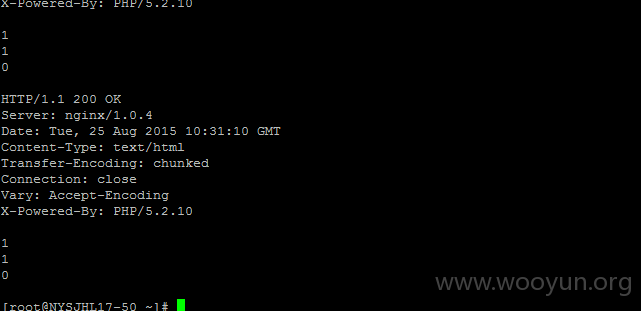 X-Powered-By: PHP/5.2.10
1
1
0
HTTP/1.1 200 OK
Server: nginx/1.0.4
Date: Tue, 25 Aug 2015 10:31:10 GMT
Content-Type: text/html
Transfer-Encoding: chunked
Connection: close
Vary: Accept-Encoding
X-Powered-By: PHP/5.2.10
1
1
0
www.wooyun.org
[root@NYSJHL17-50 ~]#